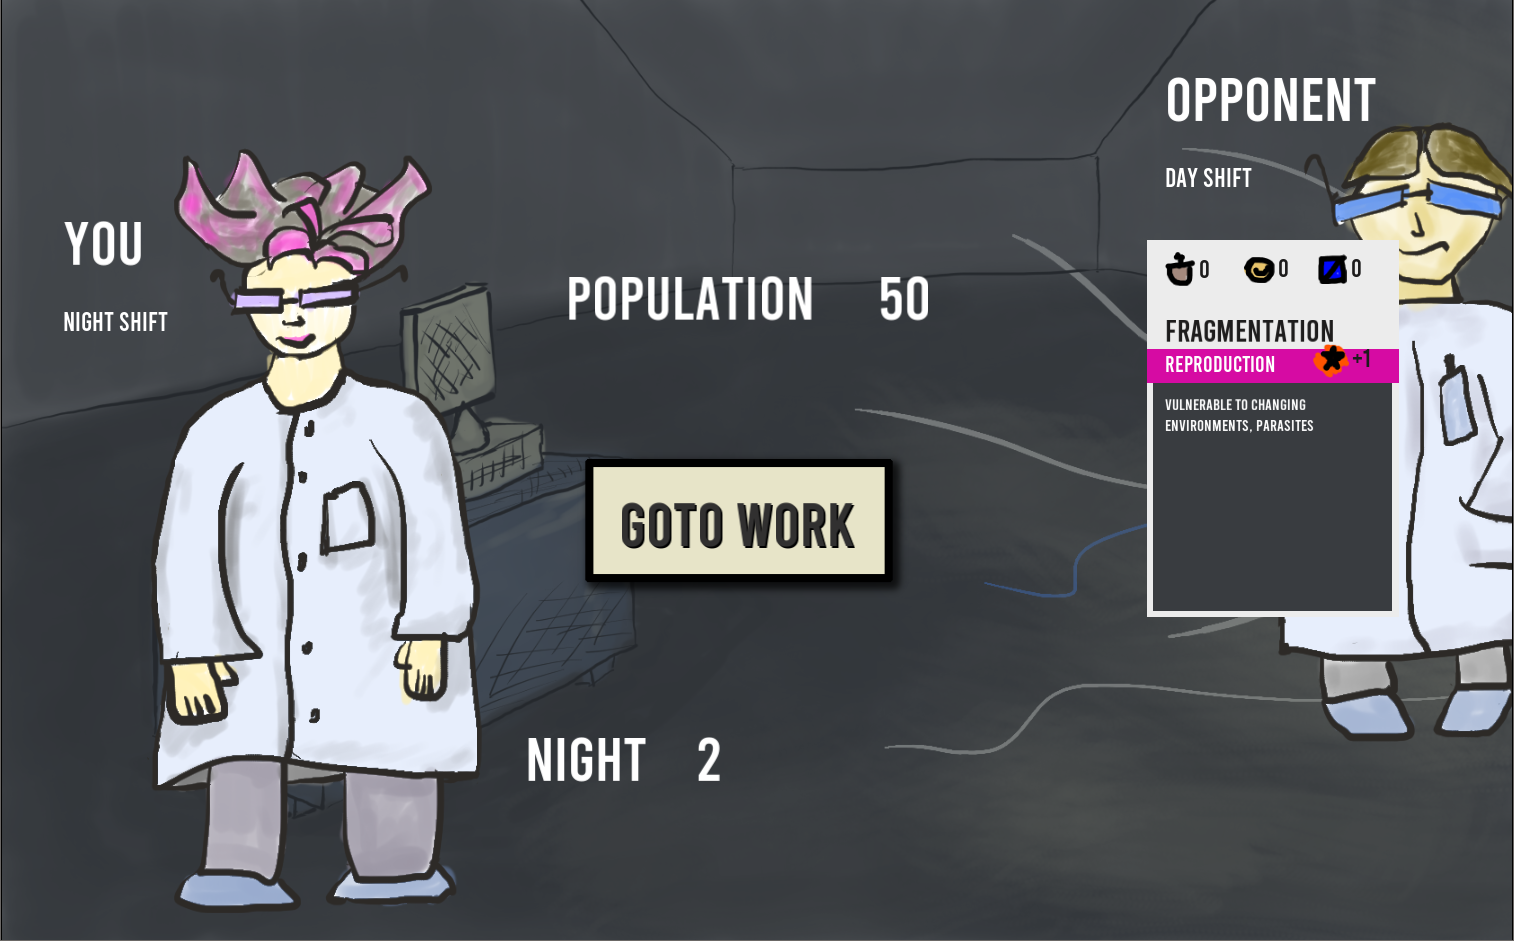 OPPONENT
DAY SHIFT
YOU
NIGHT SHIFT
POPULATION 50
0 0 0
FRAGMENTATION
REPRODUCTION +1
VULNERABLE TO CHANGING
ENVIRONMENTS, PARASITES
GOTO WORK
NIGHT 2